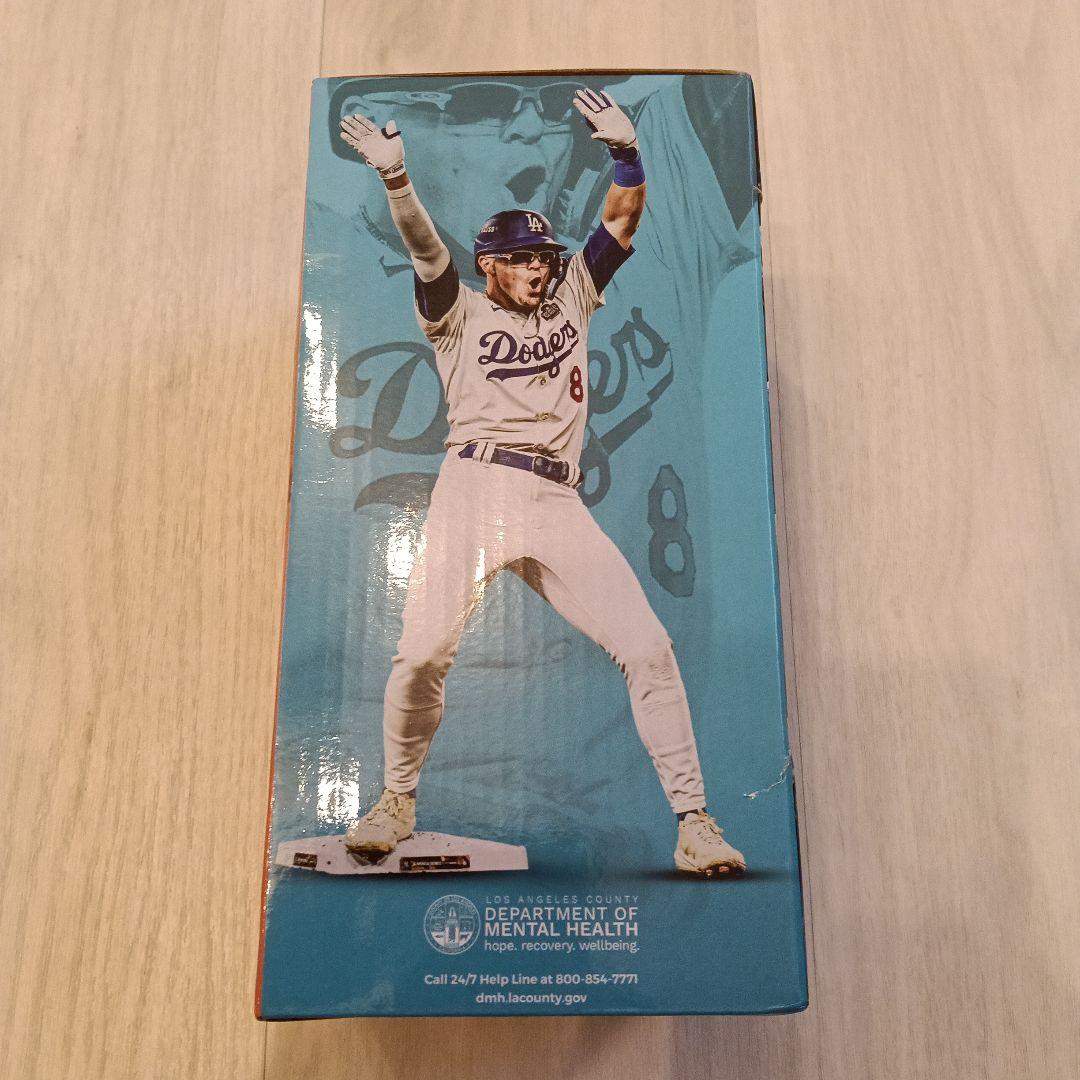 LA
Dodgers
8
Dodgers
8
LOS ANGELES COUNTY
DEPARTMENT OF
MENTAL HEALTH
hope. recovery. wellbeing.
Call 24/7 Help Line at 800-854-7771
dmh.lacounty.gov